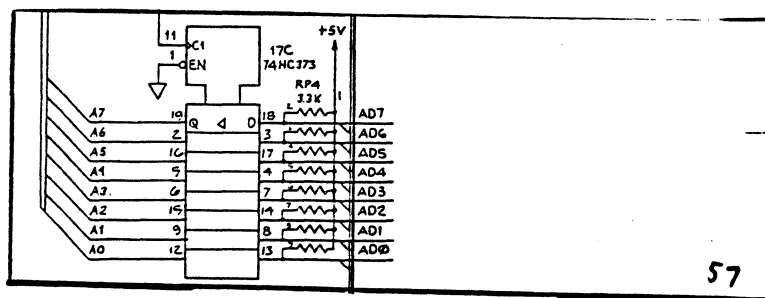 +5V
11 C1 17C
1 EN 74HC373
RP4
3.3K
1
A7 19 Q D 18 2 AD7
A6 2 3 AD6
A5 16 17 AD5
A4 5 4 AD4
A3 6 7 AD3
A2 15 14 7 AD2
A1 9 8 AD1
A0 12 13 ADØ
57